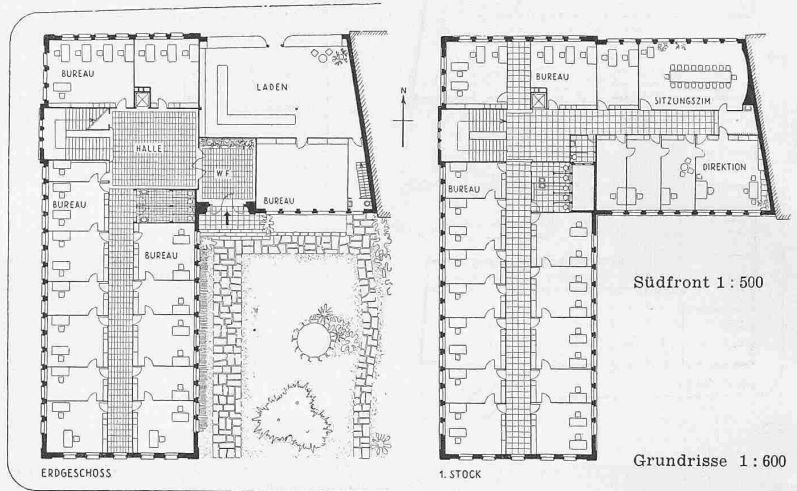 BUREAU
LADEN
HALLE
W.F.
BUREAU
BUREAU
BUREAU
ERDGESCHOSS
N
BUREAU
SITZUNGSZIM
DIREKTION
BUREAU
1. STOCK
Südfront 1 : 500
Grundrisse 1 : 600